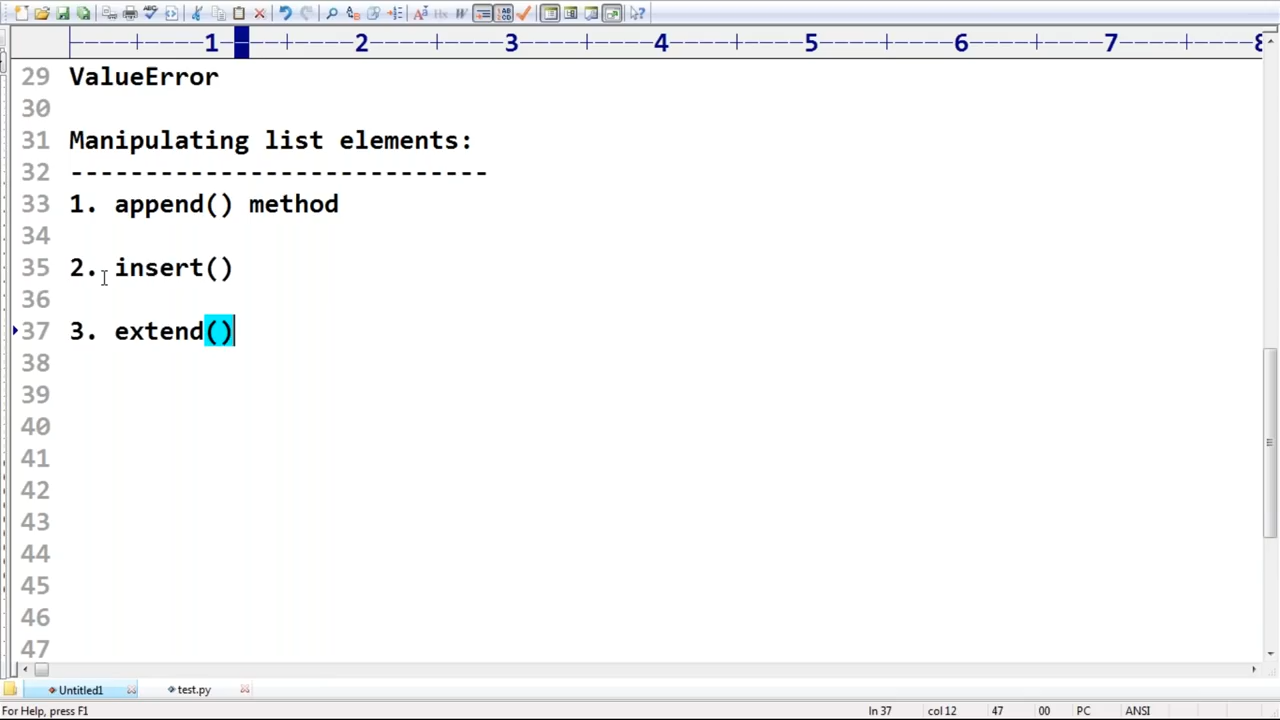 1 2 3 4 5 6 7 8
29 ValueError
30
31 Manipulating list elements:
32 ----------------------------
33 1. append() method
34
35 2. insert()
36
37 3. extend()
38
39
40
41
42
43
44
45
46
47
Untitled1 test.py
For Help, press F1 ln 37 col 12 47 00 PC ANSI